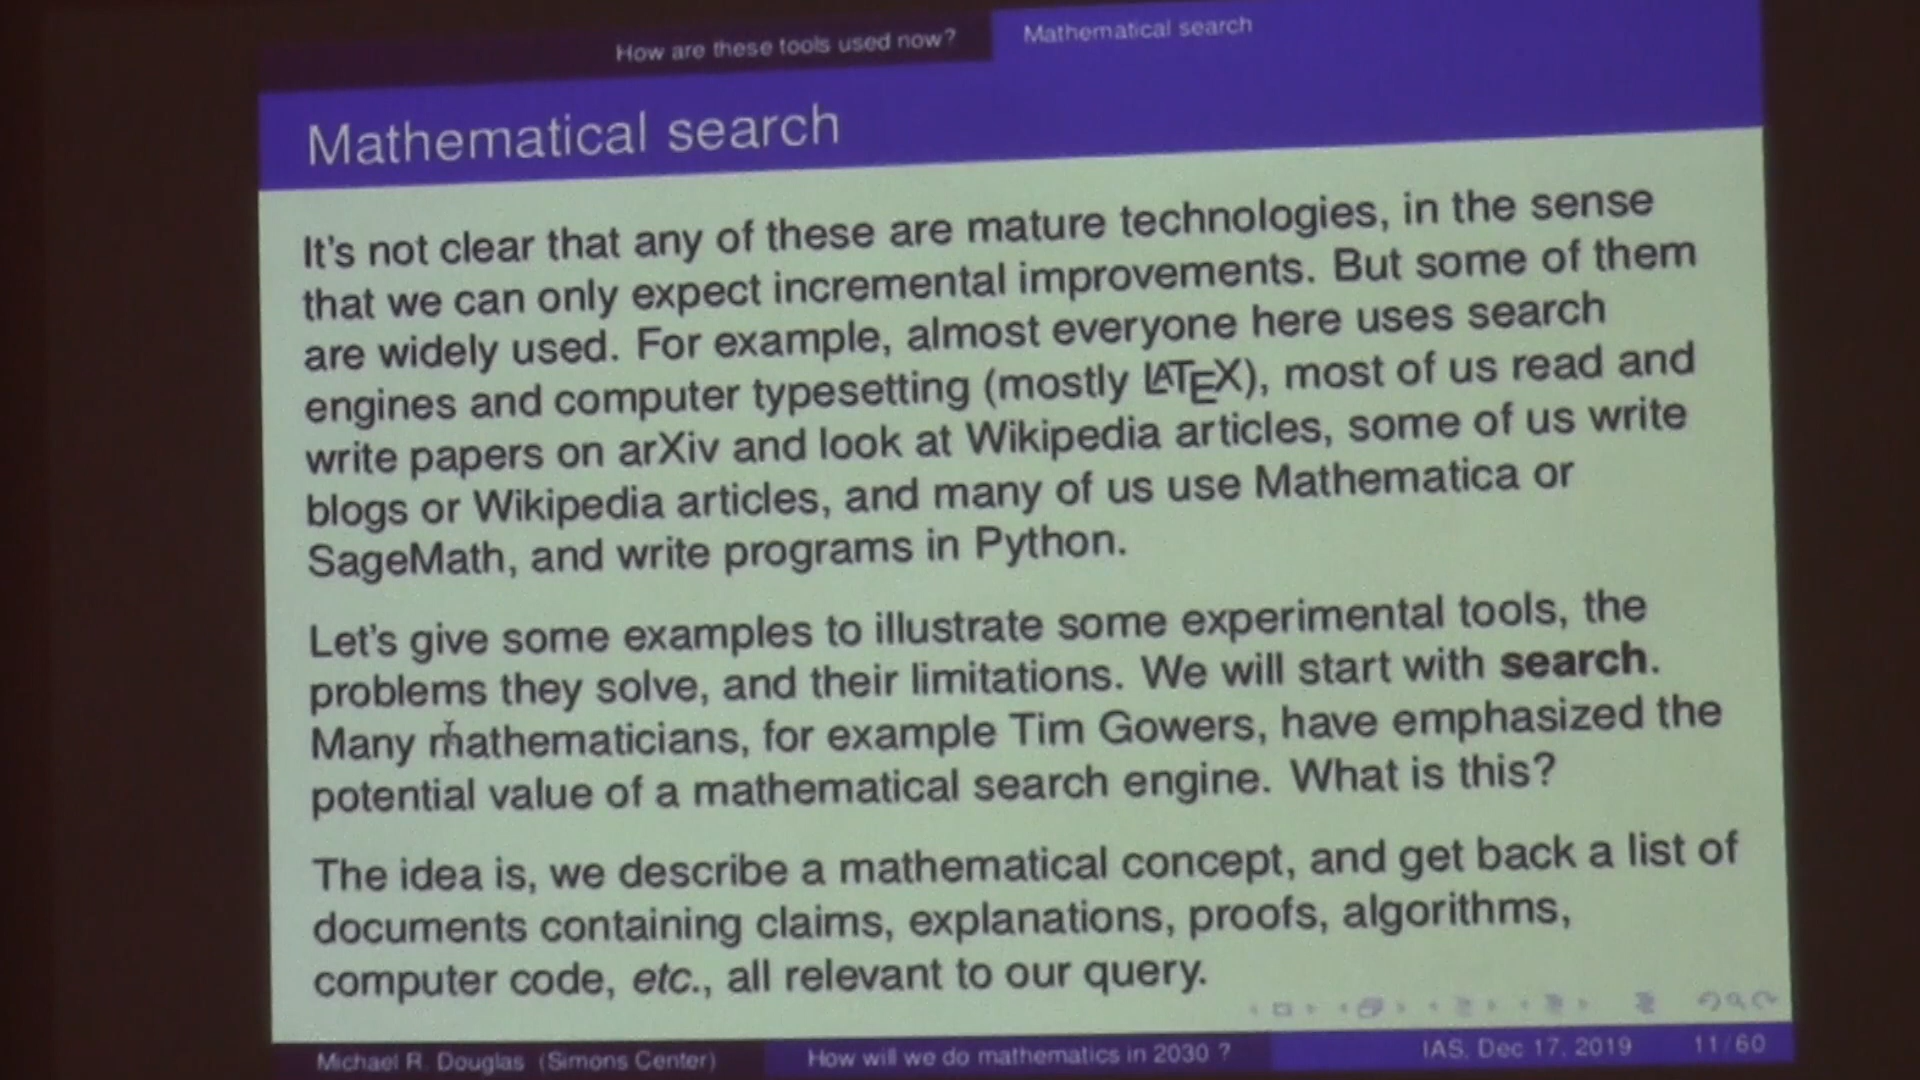 How are these tools used now? Mathematical search
Mathematical search
It's not clear that any of these are mature technologies, in the sense
that we can only expect incremental improvements. But some of them
are widely used. For example, almost everyone here uses search
engines and computer typesetting (mostly LATEX), most of us read and
write papers on arXiv and look at Wikipedia articles, some of us write
blogs or Wikipedia articles, and many of us use Mathematica or
SageMath, and write programs in Python.
Let's give some examples to illustrate some experimental tools, the
problems they solve, and their limitations. We will start with search.
Many mathematicians, for example Tim Gowers, have emphasized the
potential value of a mathematical search engine. What is this?
The idea is, we describe a mathematical concept, and get back a list of
documents containing claims, explanations, proofs, algorithms,
computer code, etc., all relevant to our query.
Michael R. Douglas (Simons Center) How will we do mathematics in 2030 ? IAS, Dec 17, 2019 11/60